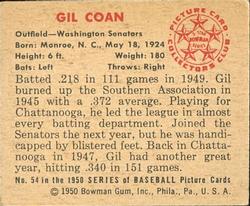 GIL COAN
Outfield—Washington Senators
Born: Monroe, N. C., May 18, 1924
Height: 6 ft. Weight: 180
Bats: Left Throws: Right
PICTURE CARD
COLLECTORS CLUB
Batted .218 in 111 games in 1949. Gil
burned up the Southern Association in
1945 with a .372 average. Playing for
Chattanooga, he led the league in almost
every batting department. Joined the
Senators the next year, but he was handi-
capped by blistered feet. Back in Chatta-
nooga in 1947, Gil had another great
year, hitting .340 in 151 games.
No. 54 in the 1950 SERIES OF BASEBALL Picture Cards
©1950 Bowman Gum, Inc., Phila., Pa., U. S. A.